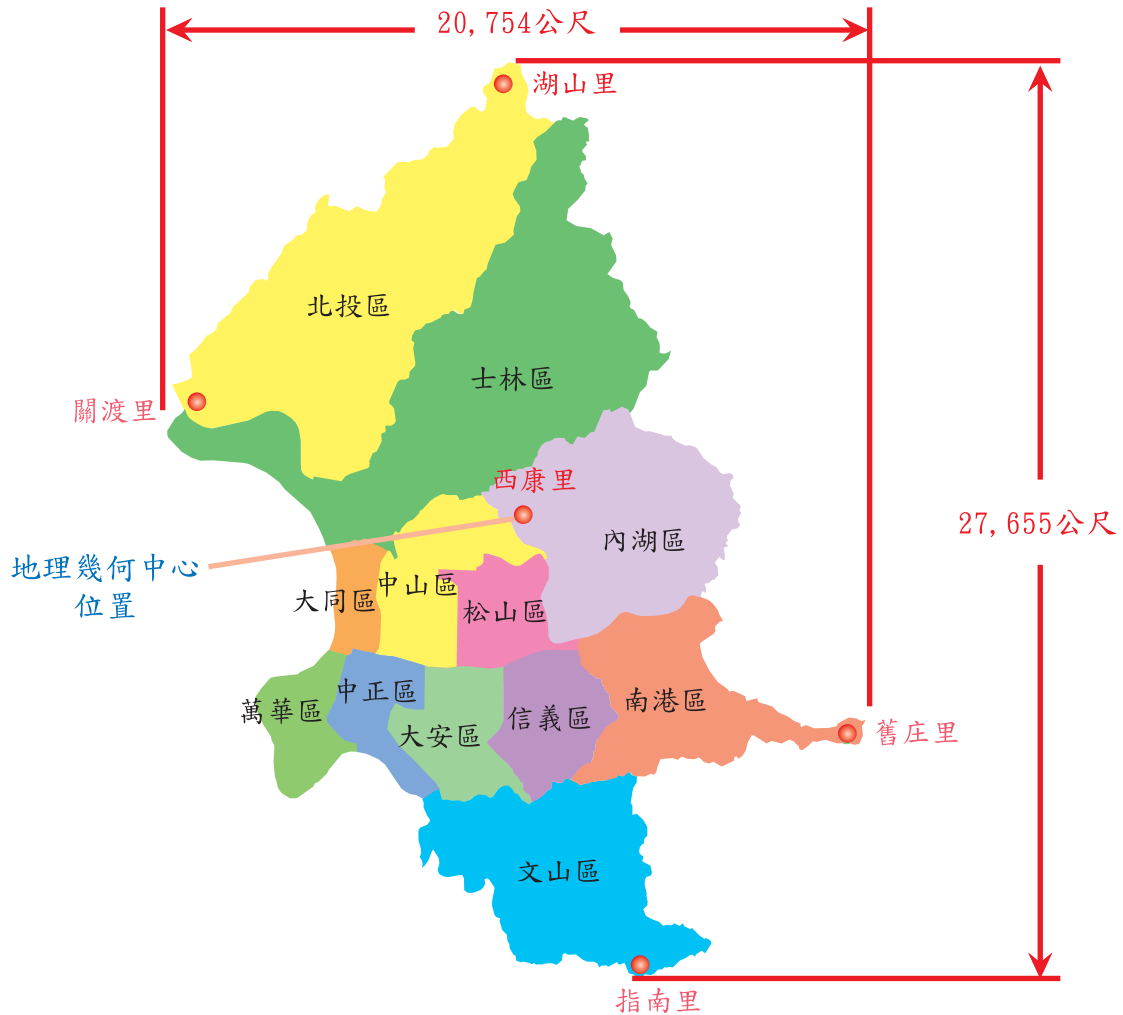 20,754公尺
湖山里
北投區
士林區
關渡里
西康里
27,655公尺
內湖區
地理幾何中心
位置
中山區
大同區
松山區
中正區
萬華區
大安區
信義區
南港區
舊庄里
文山區
指南里